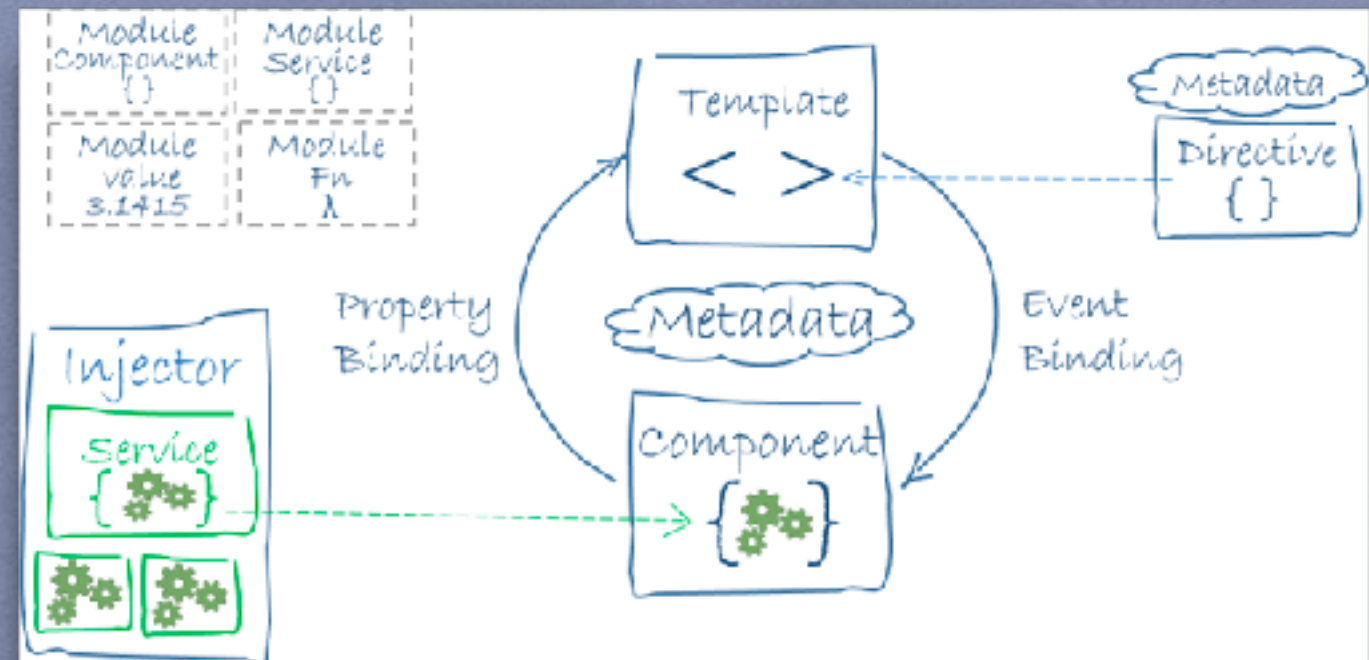 Module
Component
{}
Module
Service
{}
Module
value
3.1415
Module
Fn
λ
Template
< >
Metadata
Directive
{ }
Property
Binding
Metadata
Event
Binding
Injector
Service
{ }
Component
{ }